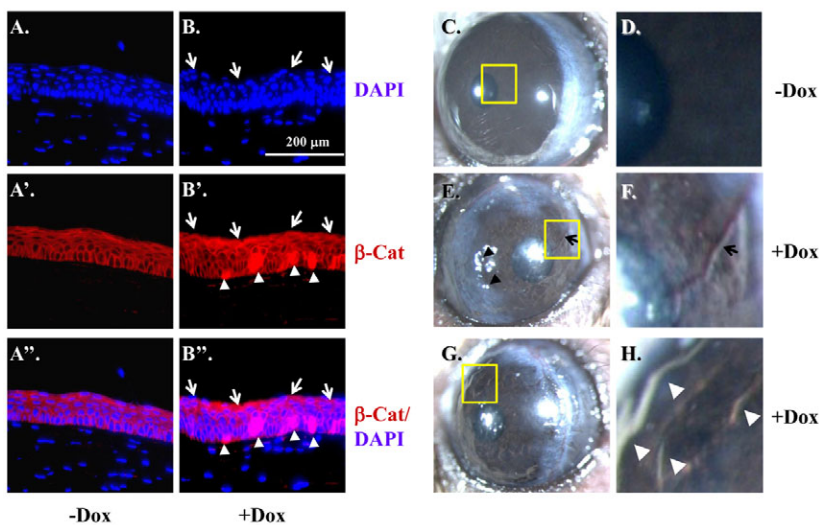 A. B. DAPI
200 μm
A’. B’. β-Cat
A”. B”. β-Cat/
DAPI
-Dox +Dox
C. D. -Dox
E. F. +Dox
G. H. +Dox